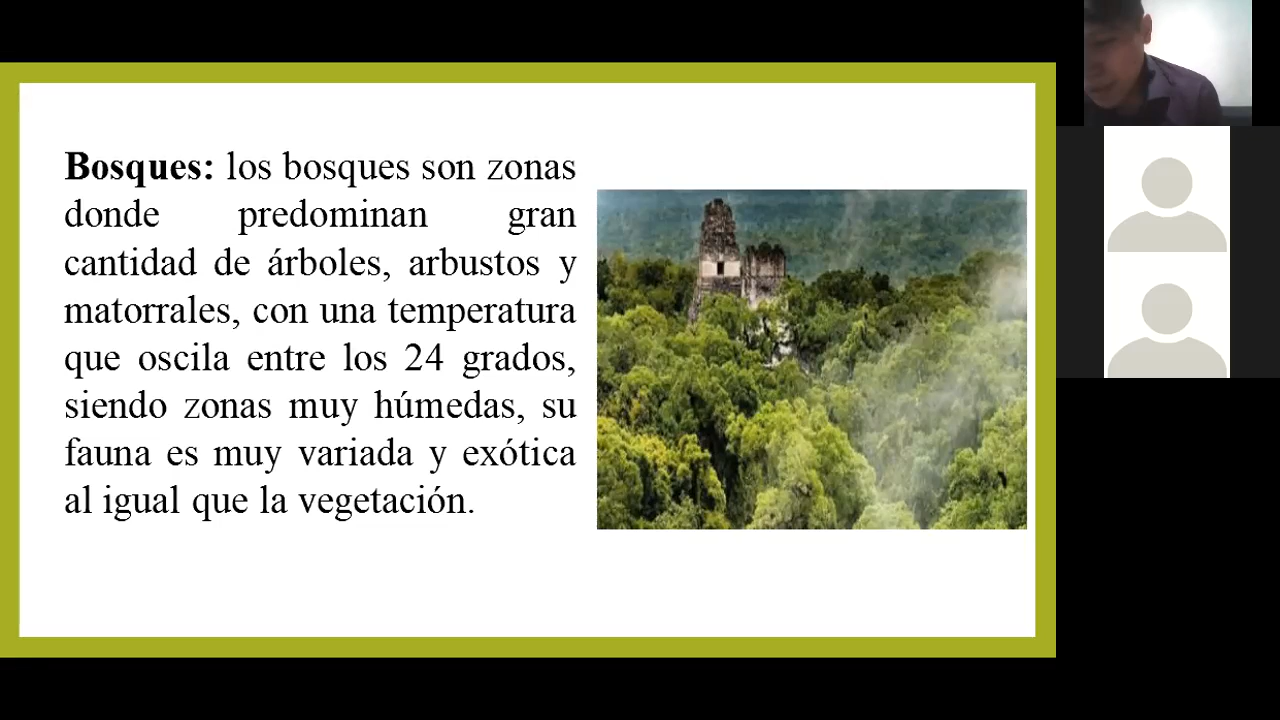 Bosques: los bosques son zonas
donde predominan gran
cantidad de árboles, arbustos y
matorrales, con una temperatura
que oscila entre los 24 grados,
siendo zonas muy húmedas, su
fauna es muy variada y exótica
al igual que la vegetación.